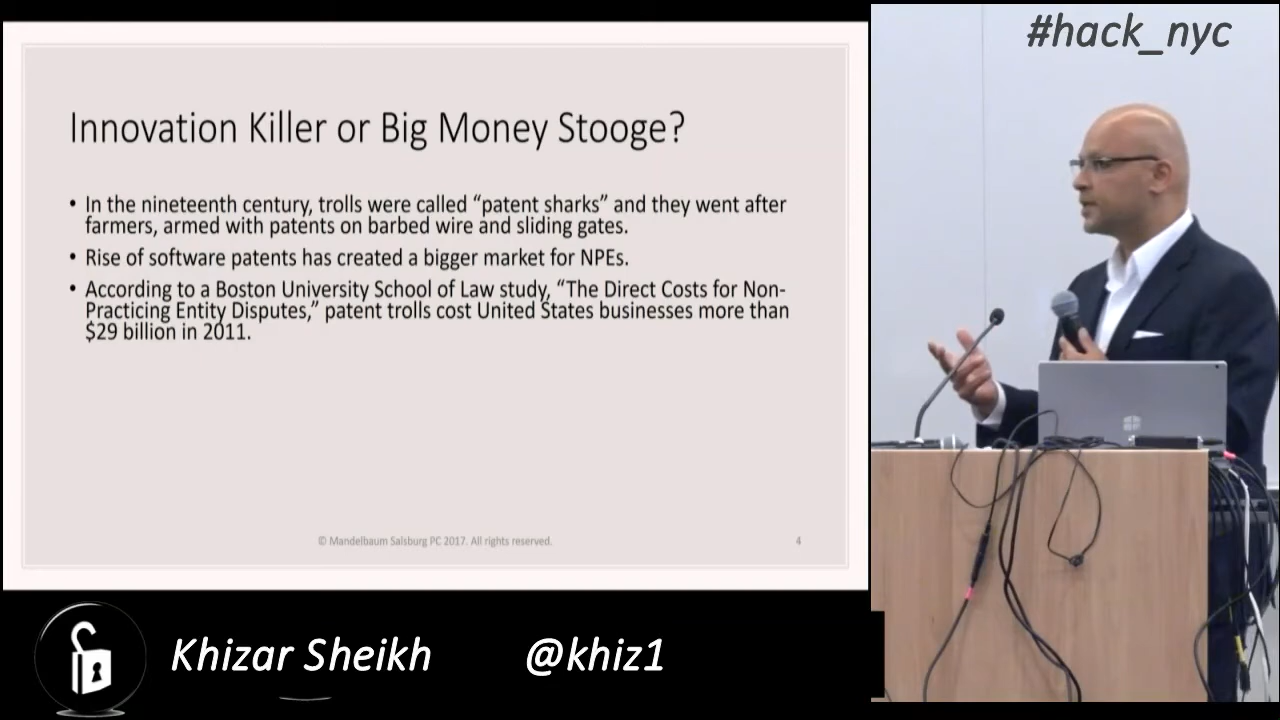 #hack_nyc
Innovation Killer or Big Money Stooge?
• In the nineteenth century, trolls were called “patent sharks” and they went after
farmers, armed with patents on barbed wire and sliding gates.
• Rise of software patents has created a bigger market for NPEs.
• According to a Boston University School of Law study, “The Direct Costs for Non-
Practicing Entity Disputes,” patent trolls cost United States businesses more than
$29 billion in 2011.
© Mandelbaum Salsburg PC 2017. All rights reserved.
4
Khizar Sheikh @khiz1